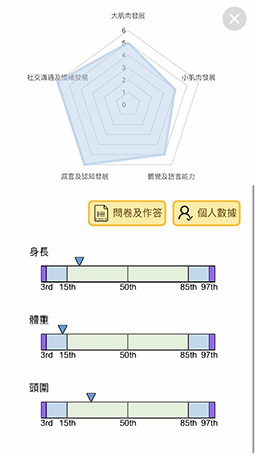 大肌肉發展
6
5
4
3
2
1
0
社交溝通及情緒發展
小肌肉發展
感官及認知發展
聽覺及語言能力
問卷及作答
個人數據
身長
3rd 15th 50th 85th 97th
體重
3rd 15th 50th 85th 97th
頭圍
3rd 15th 50th 85th 97th